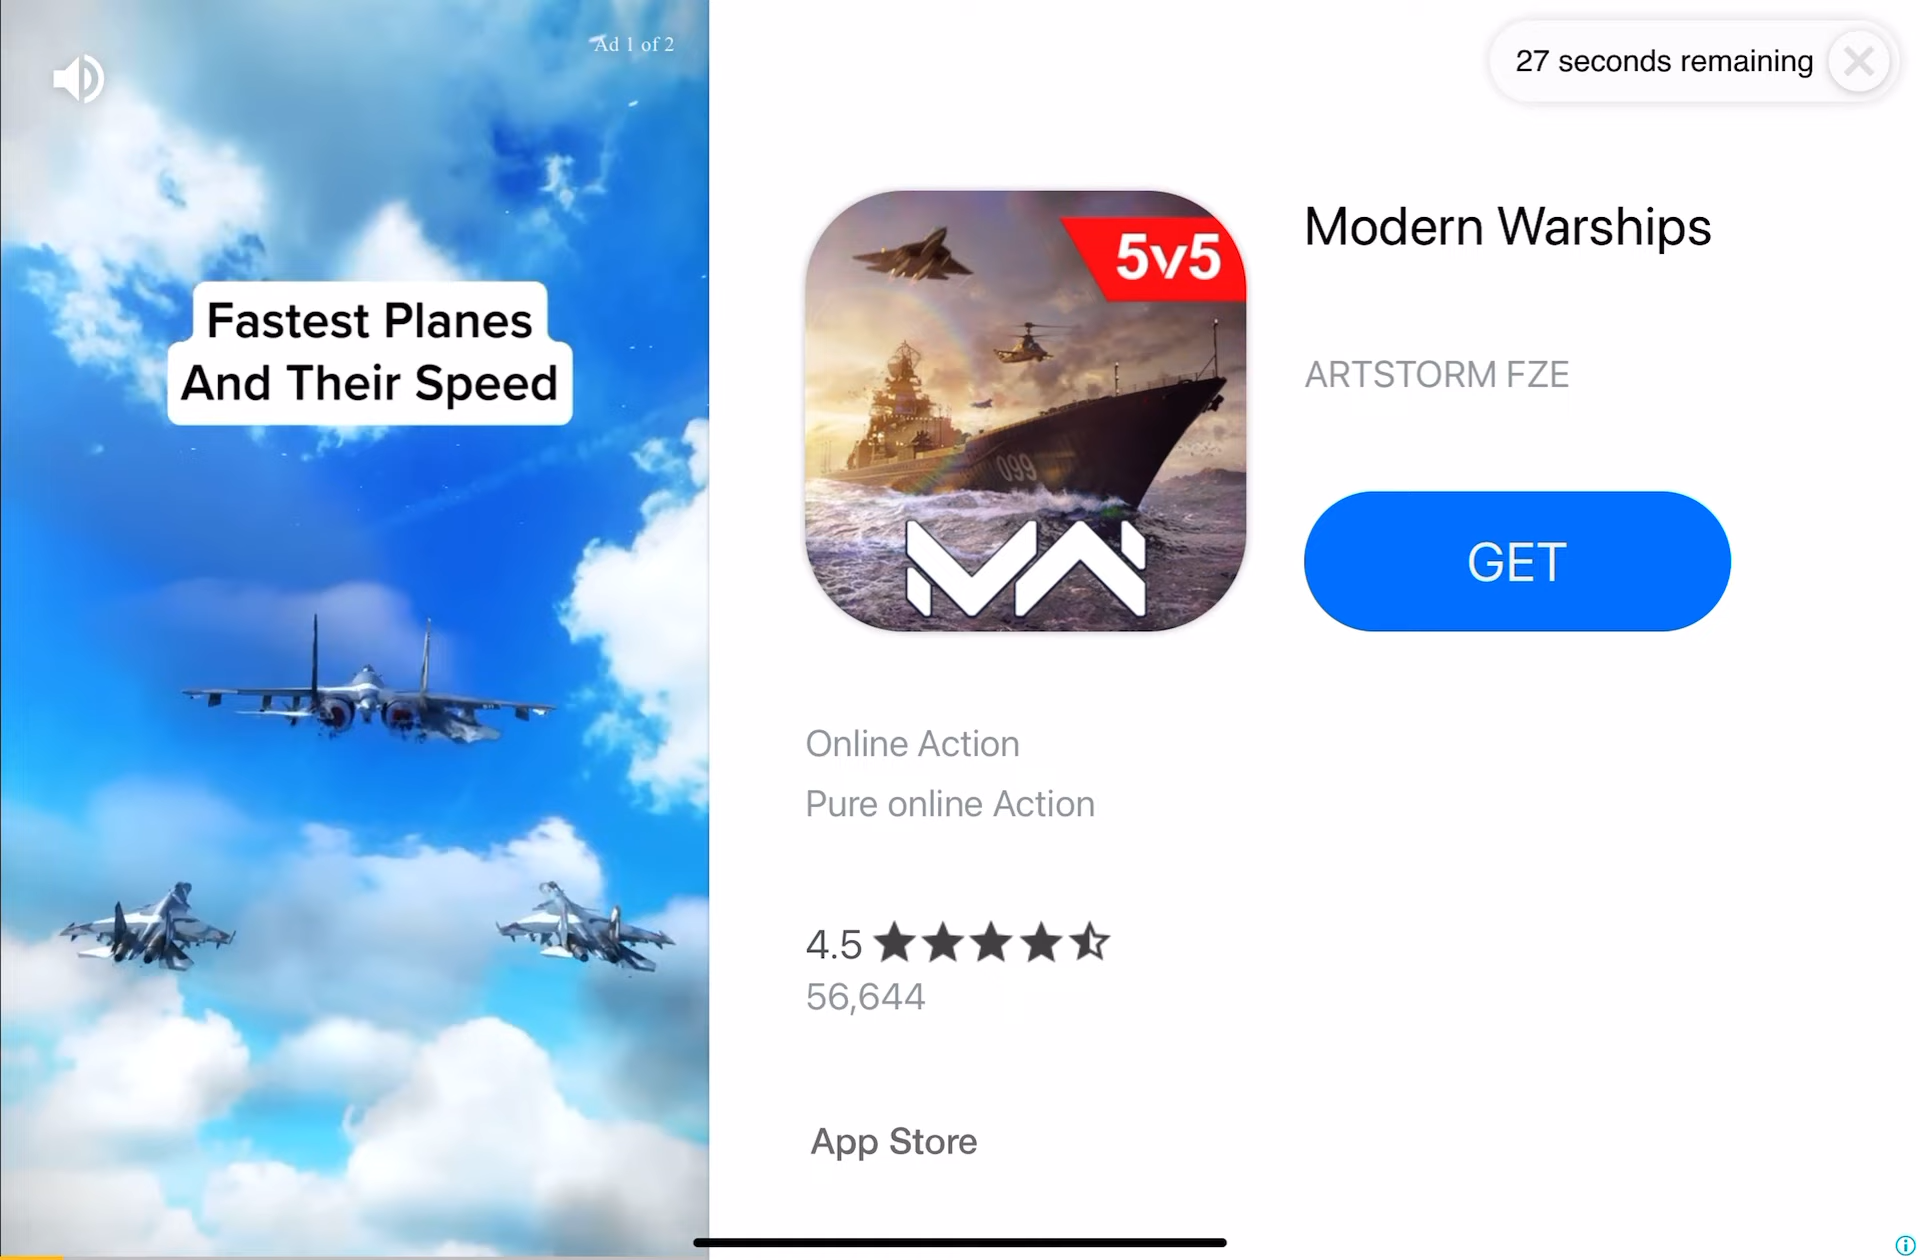 Ad 1 of 2
Fastest Planes
And Their Speed
27 seconds remaining
5v5
099
MW
Modern Warships
ARTSTORM FZE
GET
Online Action
Pure online Action
4.5
56,644
App Store